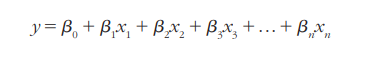 y = β₀ + β₁x₁ + β₂x₂ + β₃x₃ + ... + βₙxₙ